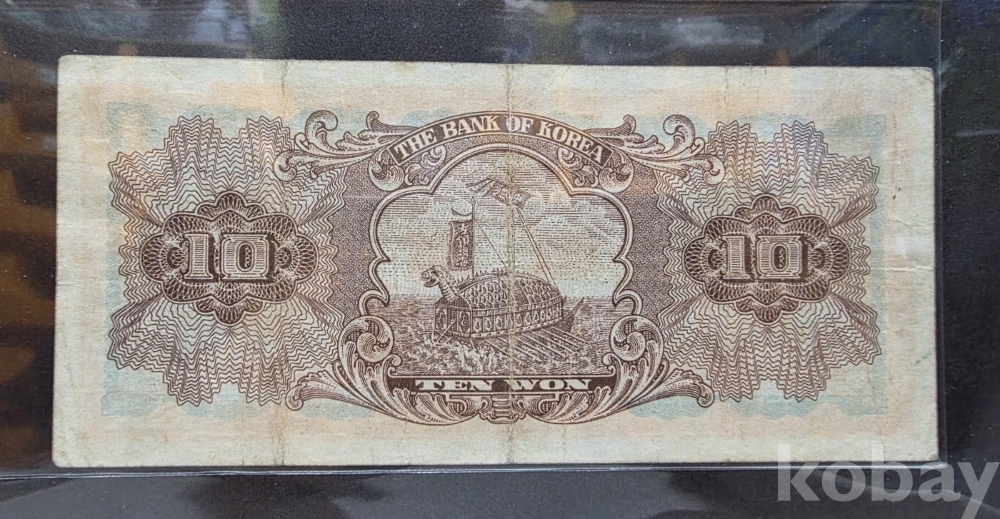 THE BANK OF KOREA
10
10
TEN WON
kobay